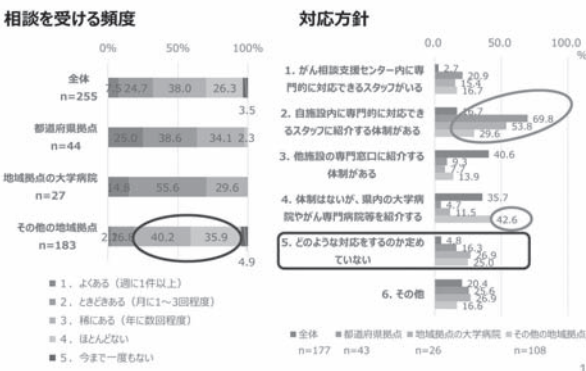 相談を受ける頻度
0%
50%
100%
全体
n=255
7.5
24.7
38.0
26.3
3.5
都道府県拠点
n=44
25.0
38.6
34.1
2.3
地域拠点の大学病院
n=27
14.8
55.6
29.6
その他の地域拠点
n=183
40.2
35.9
4.9
■1．よくある（週に1件以上）
■2．ときどきある（月に1～3回程度）
■3．稀にある（年に数回程度）
■4．ほとんどない
■5．今まで一度もない
対応方針
0.0
50.0
100.0
%
1. がん相談支援センター内に専
門的に対応できるスタッフがいる
2.7
20.9
15.4
16.7
2. 自施設内に専門的に対応でき
るスタッフに紹介する体制がある
69.8
53.8
29.6
3. 他施設の専門窓口に紹介する
体制がある
40.6
9.3
7.7
13.9
4. 体制はないが、県内の大学病
院やがん専門病院等を紹介する
35.7
4.7
11.5
42.6
5. どのような対応をするのか定め
ていない
4.8
16.3
26.9
25.0
6. その他
20.4
25.6
26.9
16.6
■全体 ■都道府県拠点 ■地域拠点の大学病院 ■その他の地域拠点
n=177 n=43 n=26 n=108